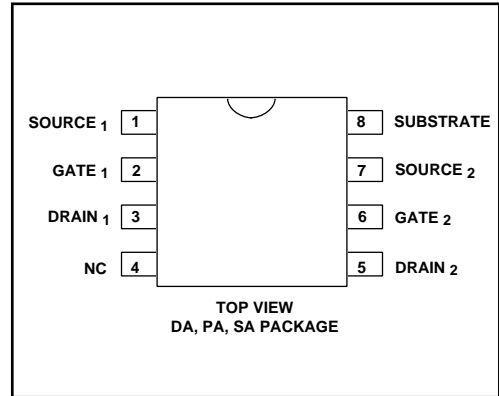 SOURCE 1 1 8 SUBSTRATE
GATE 1 2 7 SOURCE 2
DRAIN 1 3 6 GATE 2
NC 4 5 DRAIN 2
TOP VIEW
DA, PA, SA PACKAGE